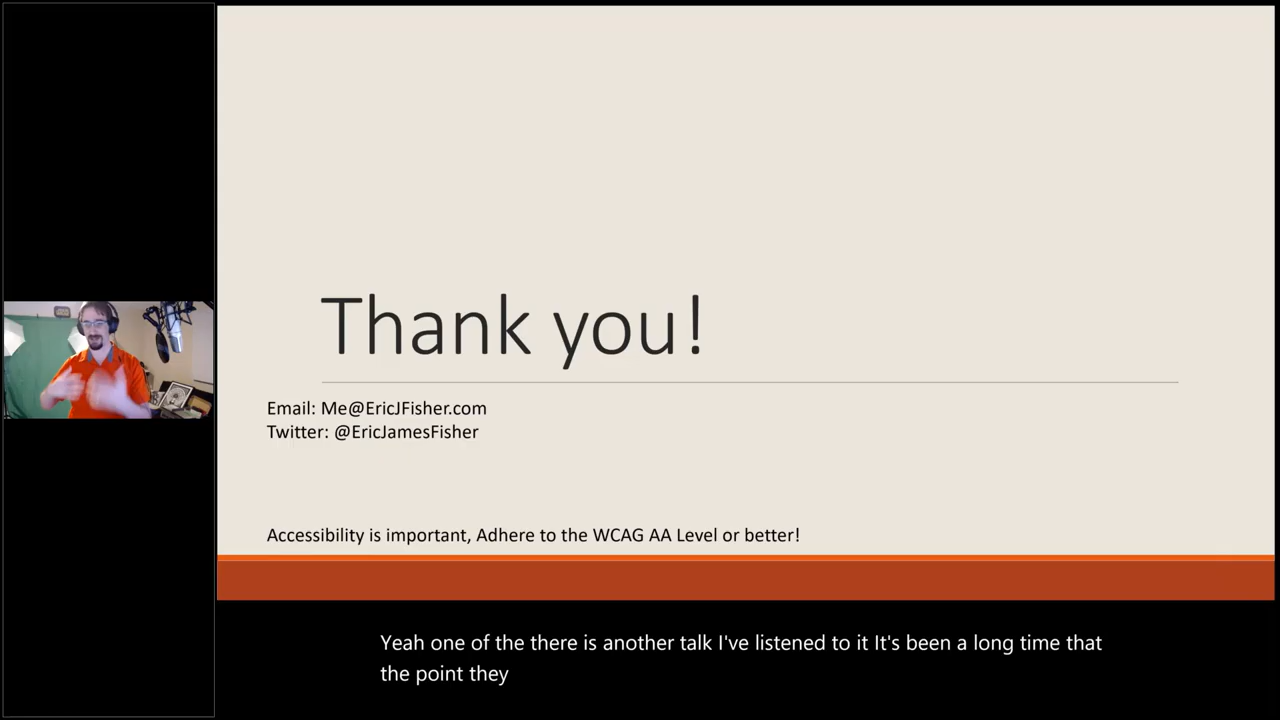 Thank you!
Email: Me@EricJFisher.com
Twitter: @EricJamesFisher
Accessibility is important, Adhere to the WCAG AA Level or better!
Yeah one of the there is another talk I've listened to it It's been a long time that
the point they